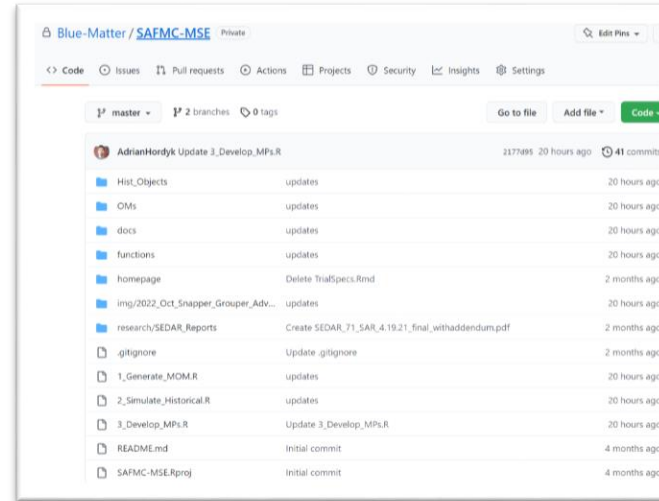 Blue-Matter / SAFMC-MSE Private
Edit Pins
Code Issues Pull requests Actions Projects Security Insights Settings
master 2 branches 0 tags Go to file Add file Code
AdrianHordyk Update 3_Develop_MPs.R 2177d95 20 hours ago 41 commits
Hist_Objects updates 20 hours ago
OMs updates 20 hours ago
docs updates 20 hours ago
functions updates 20 hours ago
homepage Delete TrialSpecs.Rmd 2 months ago
img/2022_Oct_Snapper_Grouper_Adv... updates 20 hours ago
research/SEDAR_Reports Create SEDAR_71_SAR_4.19.21_final_withaddendum.pdf 2 months ago
.gitignore Update .gitignore 2 months ago
1_Generate_MOM.R updates 20 hours ago
2_Simulate_Historical.R updates 20 hours ago
3_Develop_MPs.R Update 3_Develop_MPs.R 20 hours ago
README.md Initial commit 4 months ago
SAFMC-MSE.Rproj Initial commit 4 months ago